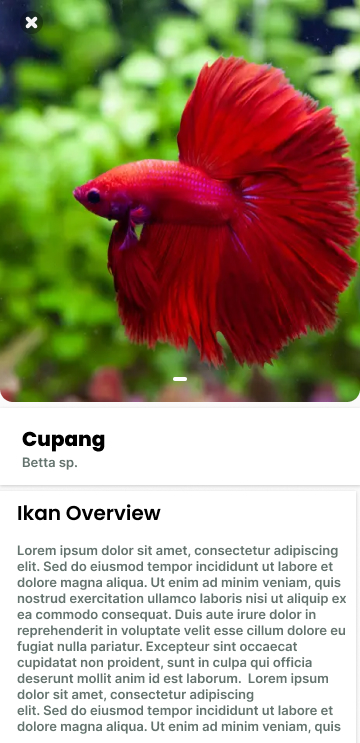 Cupang
Betta sp.
Ikan Overview
Lorem ipsum dolor sit amet, consectetur adipiscing
elit. Sed do eiusmod tempor incididunt ut labore et
dolore magna aliqua. Ut enim ad minim veniam, quis
nostrud exercitation ullamco laboris nisi ut aliquip ex
ea commodo consequat. Duis aute irure dolor in
reprehenderit in voluptate velit esse cillum dolore eu
fugiat nulla pariatur. Excepteur sint occaecat
cupidatat non proident, sunt in culpa qui officia
deserunt mollit anim id est laborum.  Lorem ipsum
dolor sit amet, consectetur adipiscing
elit. Sed do eiusmod tempor incididunt ut labore et
dolore magna aliqua. Ut enim ad minim veniam, quis